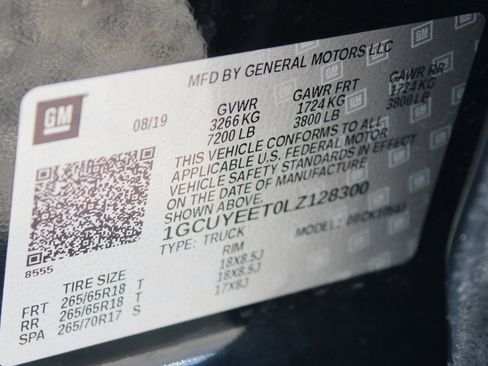 MFD BY GENERAL MOTORS LLC
GM
08/19
GVWR GAWR FRT GAWR RR
3266 KG 1724 KG 1724 KG
7200 LB 3800 LB 3800 LB
THIS VEHICLE CONFORMS TO ALL
APPLICABLE U.S. FEDERAL MOTOR
VEHICLE SAFETY STANDARDS IN EFFECT
ON THE DATE OF MANUFACTURE
SHOWN ABOVE.
1GCUYEET0LZ128300
TYPE: TRUCK MODEL:
8555
TIRE SIZE RIM
FRT 265/65R18 T 18X8.5J
RR 265/65R18 T 18X8.5J
SPA 265/70R17 S 17X8J